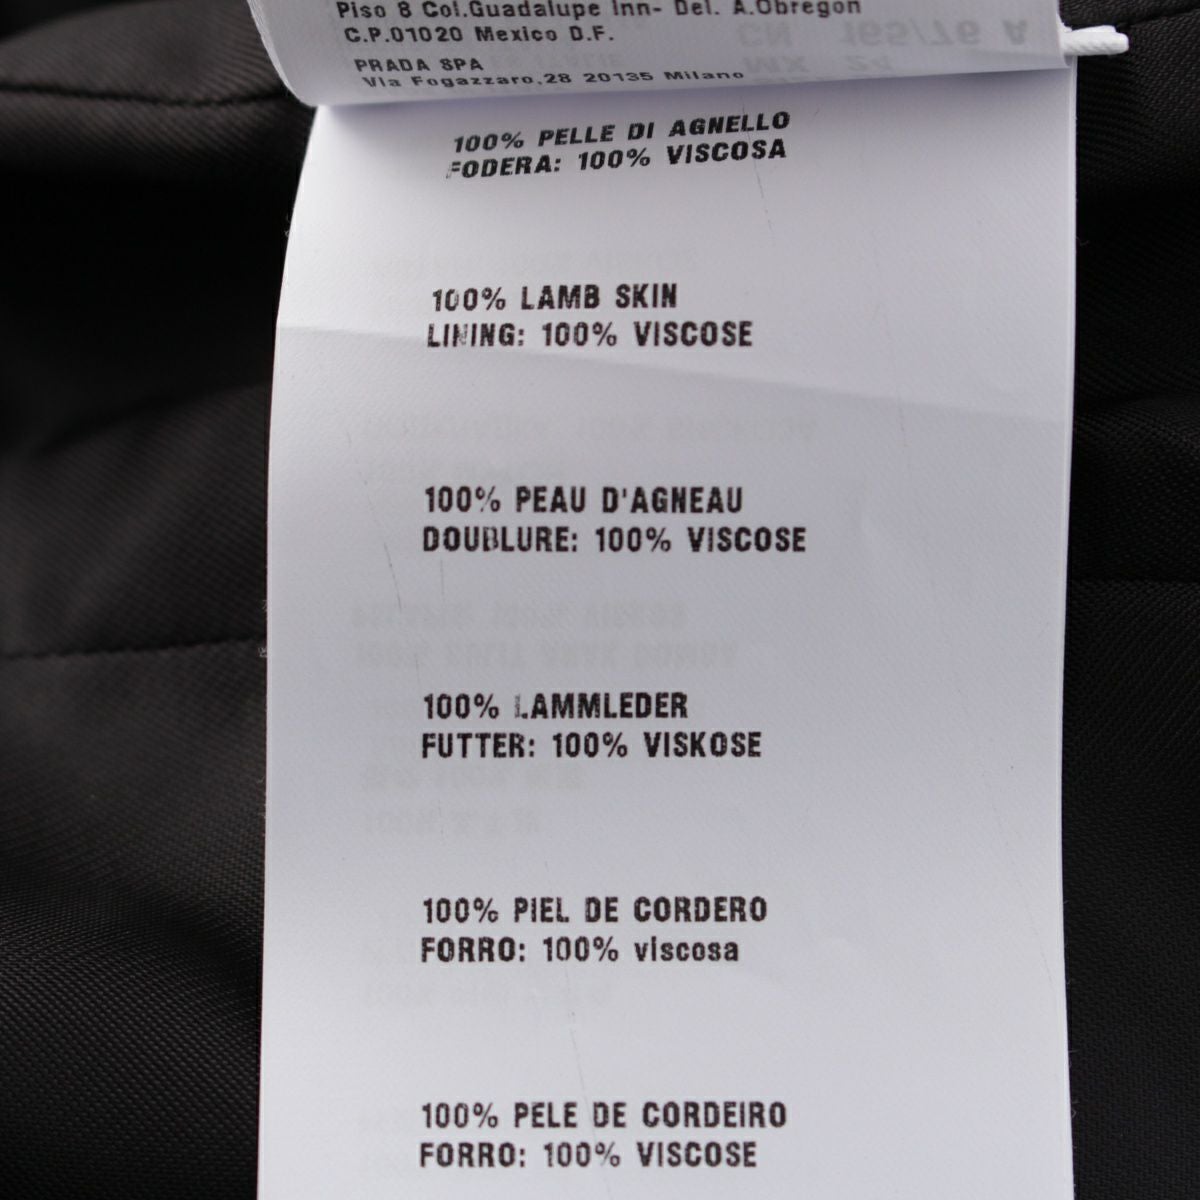 Piso 8 Col.Guadalupe Inn- Del. A.Obregon
C.P.01020 Mexico D.F.
PRADA SPA
Via Fogazzaro,28 20135 Milano
100% PELLE DI AGNELLO
FODERA: 100% VISCOSA
100% LAMB SKIN
LINING: 100% VISCOSE
100% PEAU D'AGNEAU
DOUBLURE: 100% VISCOSE
100% LAMMLEDER
FUTTER: 100% VISKOSE
100% PIEL DE CORDERO
FORRO: 100% viscosa
100% PELE DE CORDEIRO
FORRO: 100% VISCOSE